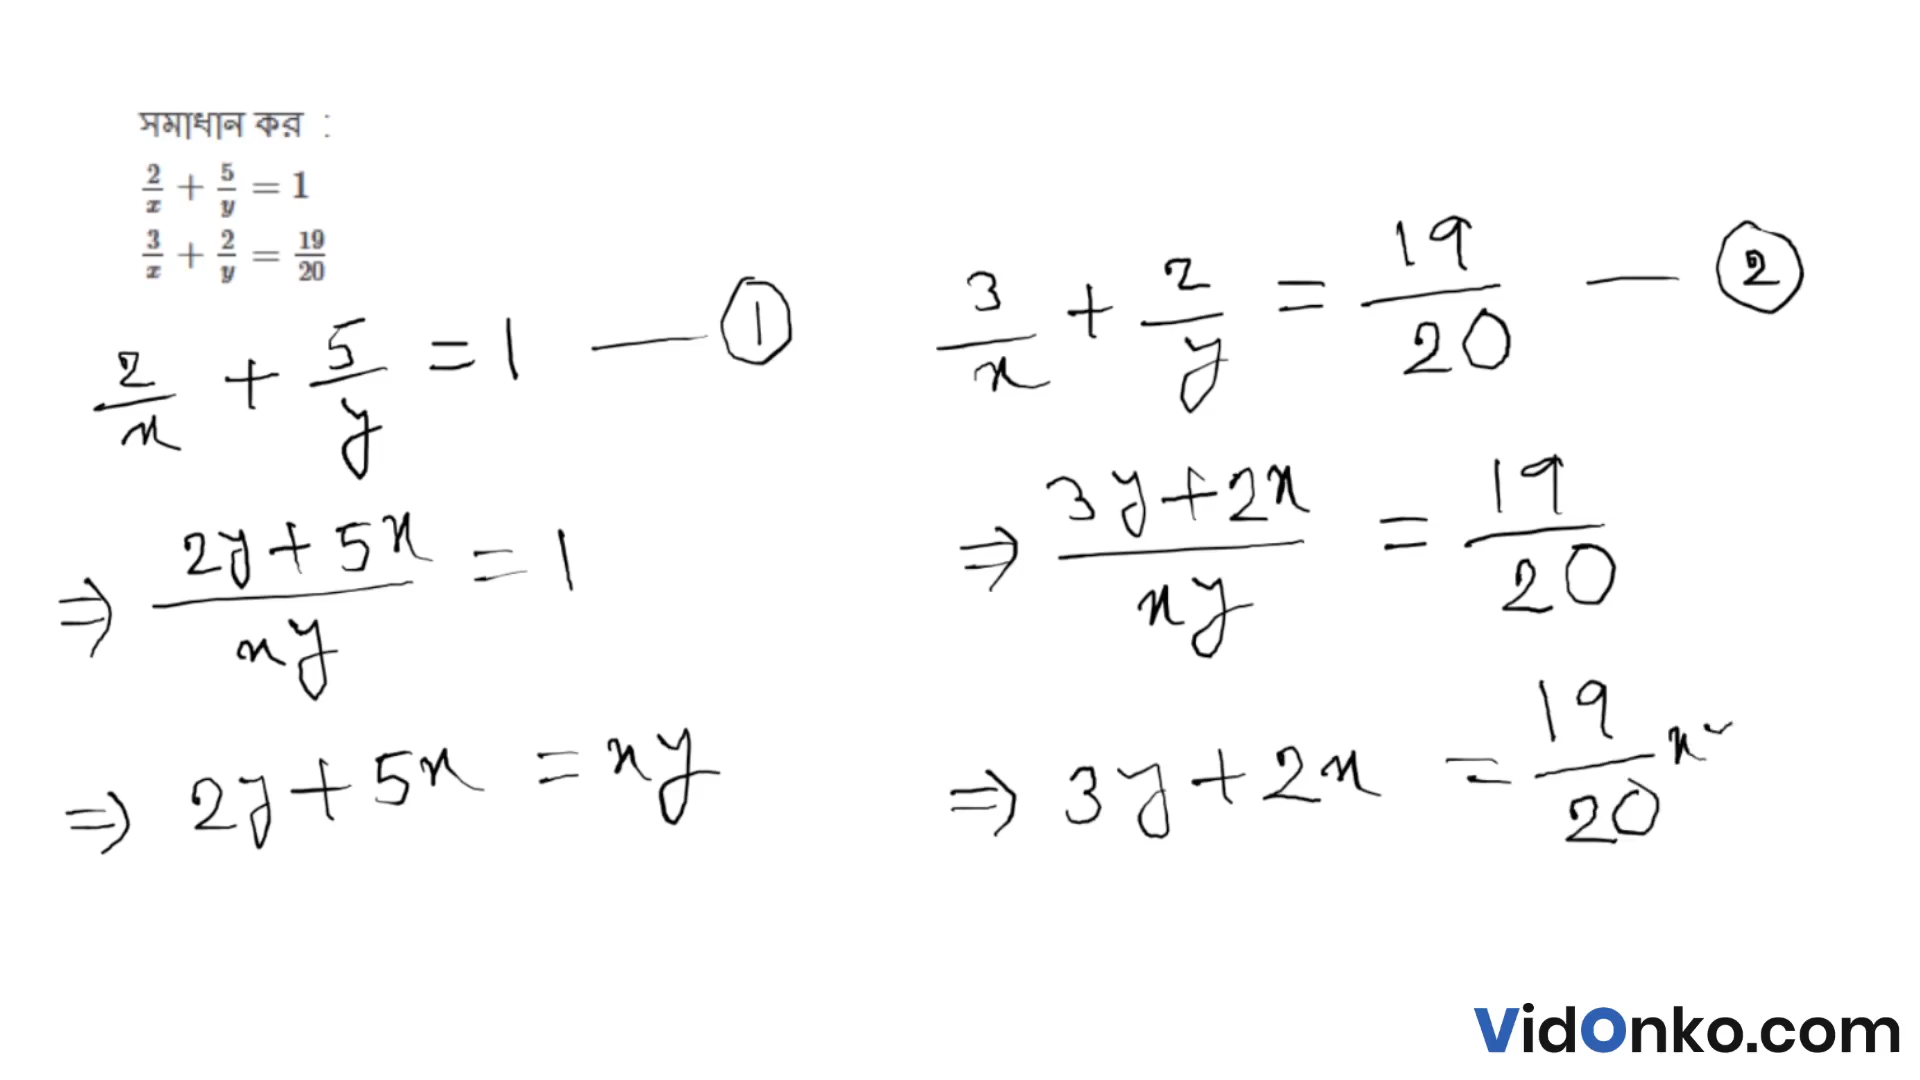 সমাধান কর :
2/x + 5/y = 1
3/x + 2/y = 19/20
2/x + 5/y = 1 — ①
⇒ (2y + 5x)/xy = 1
⇒ 2y + 5x = xy
3/x + 2/y = 19/20 — ②
⇒ (3y + 2x)/xy = 19/20
⇒ 3y + 2x = 19/20 x
VidOnko.com